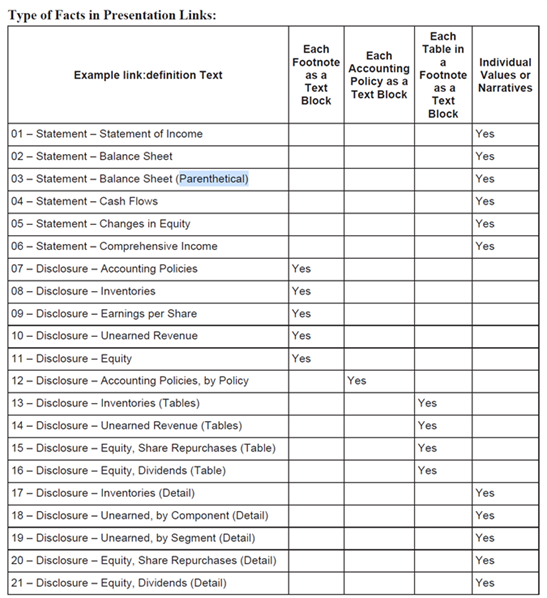 Type of Facts in Presentation Links:
Example link:definition Text
Each Footnote as a Text Block
Each Accounting Policy as a Text Block
Each Table in a Footnote as a Text Block
Individual Values or Narratives
01 – Statement – Statement of Income Yes
02 – Statement – Balance Sheet Yes
03 – Statement – Balance Sheet (Parenthetical) Yes
04 – Statement – Cash Flows Yes
05 – Statement – Changes in Equity Yes
06 – Statement – Comprehensive Income Yes
07 – Disclosure – Accounting Policies Yes
08 – Disclosure – Inventories Yes
09 – Disclosure – Earnings per Share Yes
10 – Disclosure – Unearned Revenue Yes
11 – Disclosure – Equity Yes
12 – Disclosure – Accounting Policies, by Policy Yes
13 – Disclosure – Inventories (Tables) Yes
14 – Disclosure – Unearned Revenue (Tables) Yes
15 – Disclosure – Equity, Share Repurchases (Table) Yes
16 – Disclosure – Equity, Dividends (Table) Yes
17 – Disclosure – Inventories (Detail) Yes
18 – Disclosure – Unearned, by Component (Detail) Yes
19 – Disclosure – Unearned, by Segment (Detail) Yes
20 – Disclosure – Equity, Share Repurchases (Detail) Yes
21 – Disclosure – Equity, Dividends (Detail) Yes